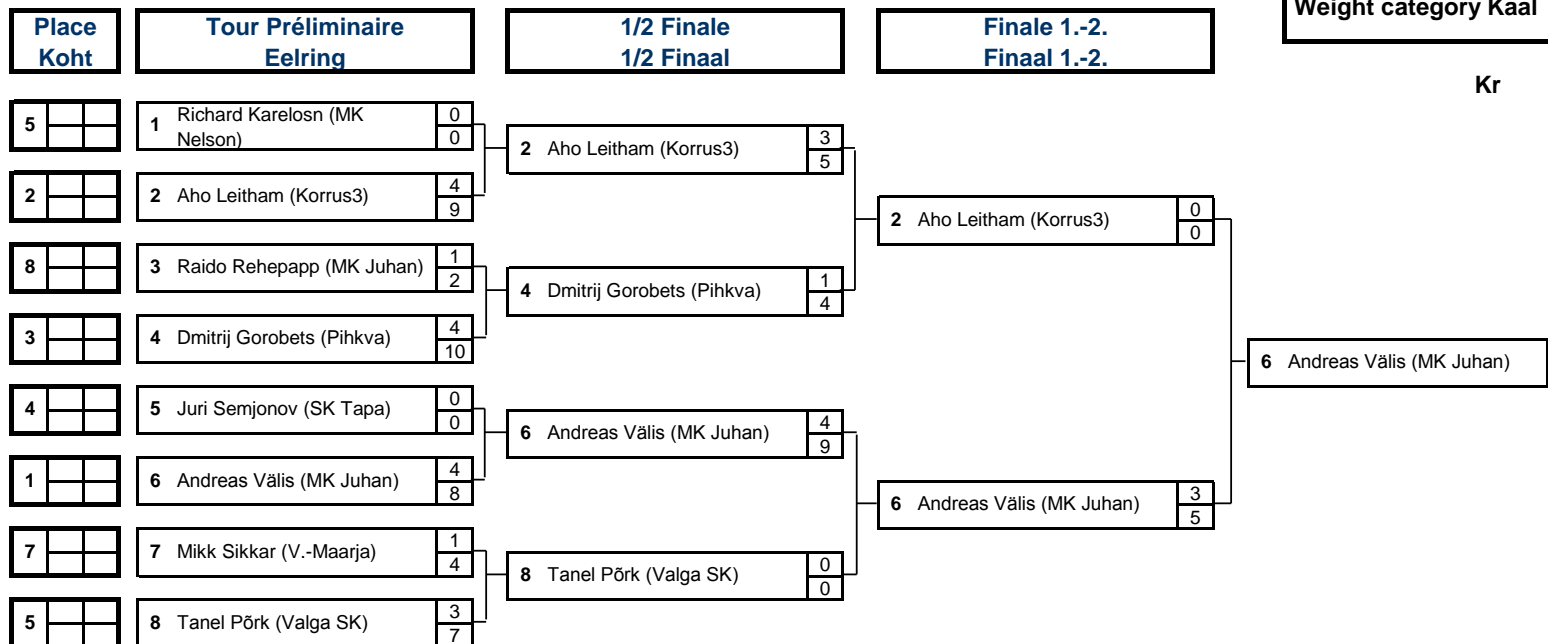 Weight category Kaal
Place
Koht
Tour Préliminaire
Eelring
1/2 Finale
1/2 Finaal
Finale 1.-2.
Finaal 1.-2.
Kr
5
1 Richard Karelosn (MK
Nelson)
0
0
2 Aho Leitham (Korrus3)
3
5
2
2 Aho Leitham (Korrus3)
4
9
2 Aho Leitham (Korrus3)
0
0
8
3 Raido Rehepapp (MK Juhan)
1
2
4 Dmitrij Gorobets (Pihkva)
1
4
3
4 Dmitrij Gorobets (Pihkva)
4
10
6 Andreas Välis (MK Juhan)
4
5 Juri Semjonov (SK Tapa)
0
0
6 Andreas Välis (MK Juhan)
4
9
1
6 Andreas Välis (MK Juhan)
4
8
6 Andreas Välis (MK Juhan)
3
5
7
7 Mikk Sikkar (V.-Maarja)
1
4
8 Tanel Põrk (Valga SK)
0
0
5
8 Tanel Põrk (Valga SK)
3
7